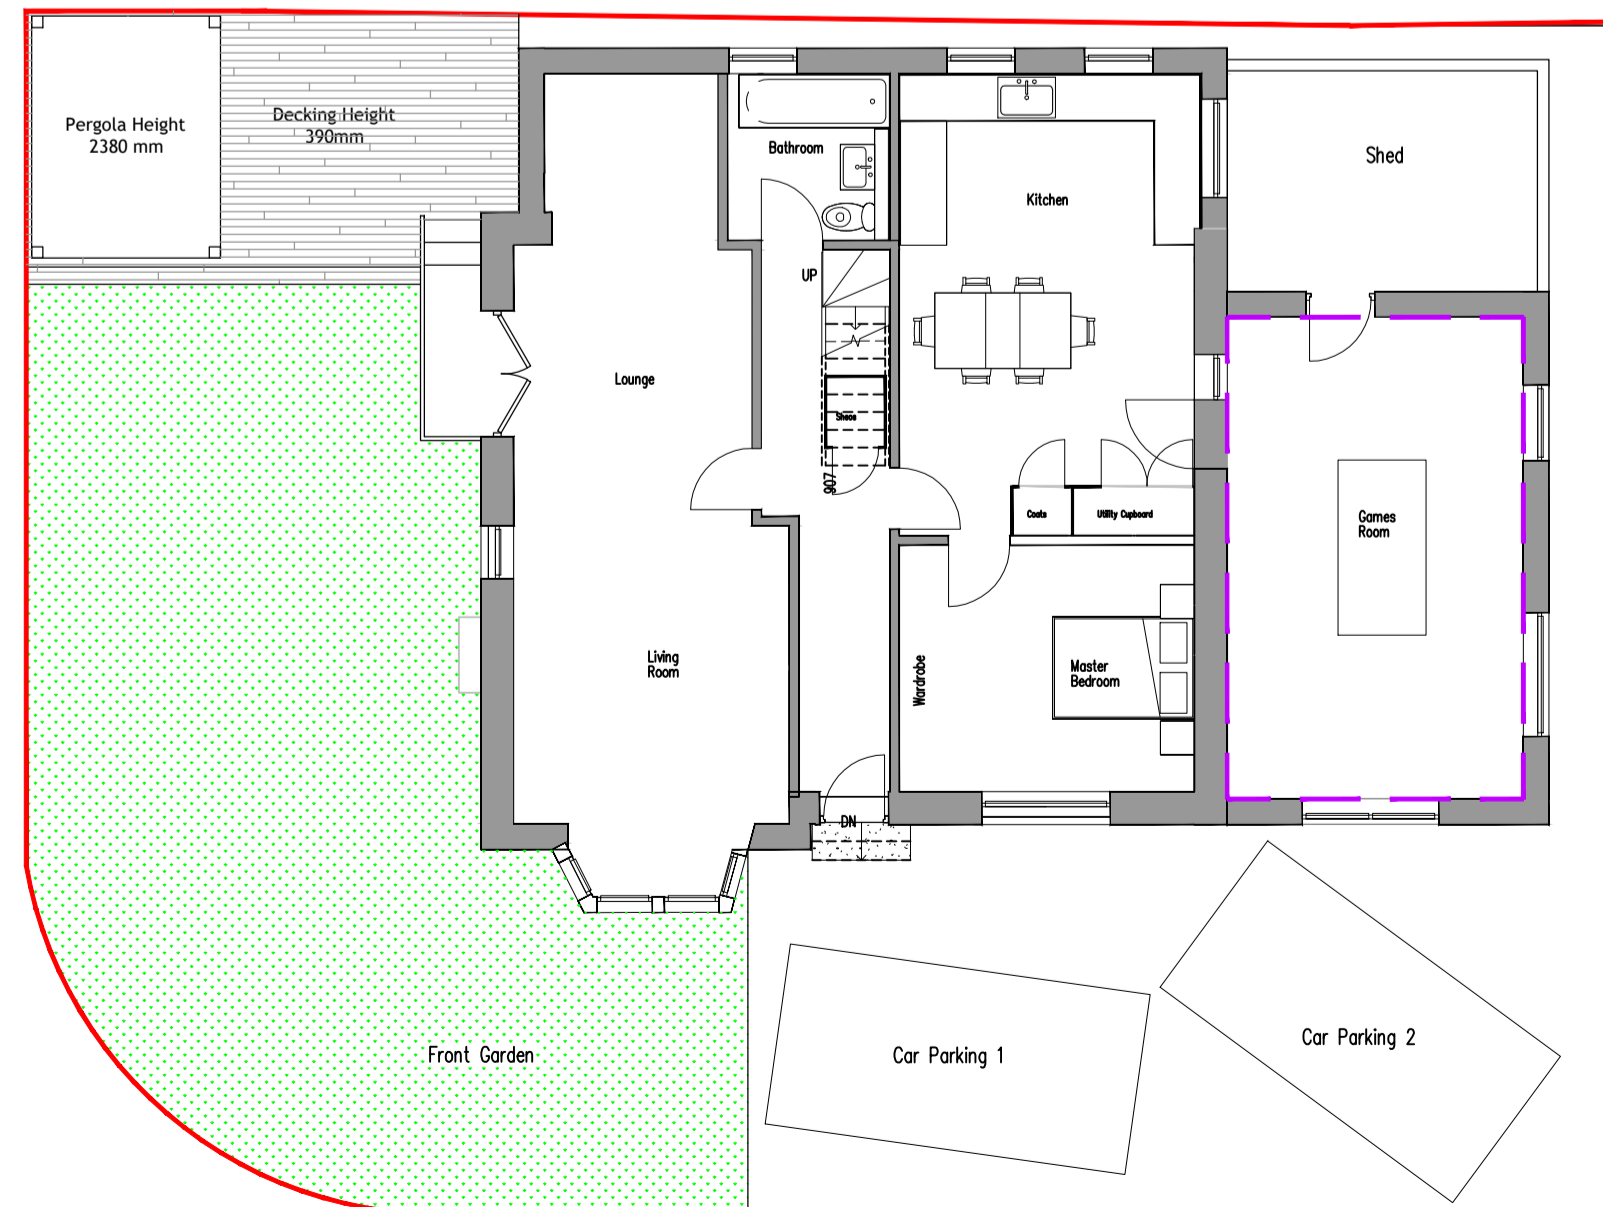 Pergola Height
2380 mm
Decking Height
390mm
Bathroom
Kitchen
Shed
UP
Lounge
Shoos
907
Coats
Utility Cupboard
Games
Room
Living
Room
Wardrobe
Master
Bedroom
DN
Front Garden
Car Parking 1
Car Parking 2